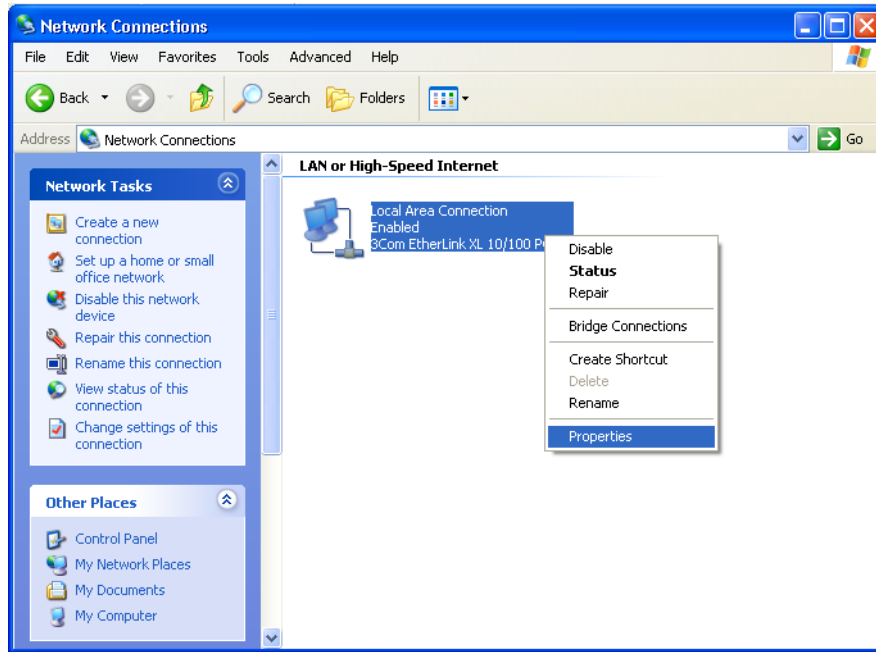 Network Connections
File Edit View Favorites Tools Advanced Help
Back Search Folders
Address Network Connections Go
Network Tasks
Create a new
connection
Set up a home or small
office network
Disable this network
device
Repair this connection
Rename this connection
View status of this
connection
Change settings of this
connection
Other Places
Control Panel
My Network Places
My Documents
My Computer
LAN or High-Speed Internet
Local Area Connection
Enabled
3Com EtherLink XL 10/100
Disable
Status
Repair
Bridge Connections
Create Shortcut
Delete
Rename
Properties